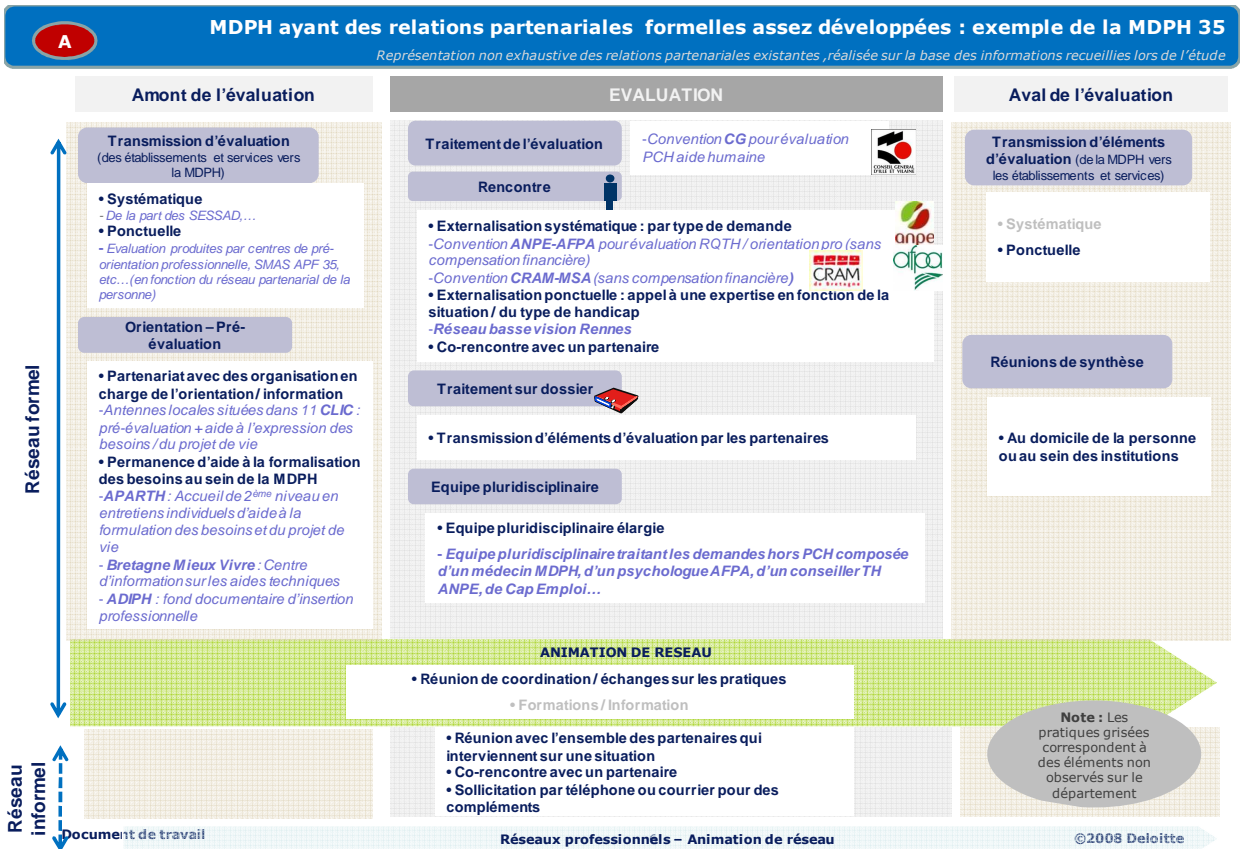 A
MDPH ayant des relations partenariales formelles assez développées : exemple de la MDPH 35
Représentation non exhaustive des relations partenariales existantes ,réalisée sur la base des informations recueillies lors de l'étude
Amont de l'évaluation
EVALUATION
Aval de l'évaluation
Réseau formel
Transmission d'évaluation
(des établissements et services vers
la MDPH)
• Systématique
- De la part des SESSAD,…
• Ponctuelle
- Evaluation produites par centres de pré-
orientation professionnelle, SMAS APF 35,
etc…(en fonction du réseau partenarial de la
personne)
Orientation – Pré-
évaluation
• Partenariat avec des organisation en
charge de l'orientation / information
-Antennes locales situées dans 11 CLIC :
pré-évaluation + aide à l'expression des
besoins / du projet de vie
• Permanence d'aide à la formalisation
des besoins au sein de la MDPH
-APARTH : Accueil de 2ème niveau en
entretiens individuels d'aide à la
formulation des besoins et du projet de
vie
- Bretagne Mieux Vivre : Centre
d'information sur les aides techniques
- ADIPH : fond documentaire d'insertion
professionnelle
Traitement de l'évaluation
-Convention CG pour évaluation
PCH aide humaine
CONSEIL GENERAL
D'ILLE ET VILAINE
Rencontre
• Externalisation systématique : par type de demande
-Convention ANPE-AFPA pour évaluation RQTH / orientation pro (sans
compensation financière)
-Convention CRAM-MSA (sans compensation financière)
• Externalisation ponctuelle : appel à une expertise en fonction de la
situation / du type de handicap
-Réseau basse vision Rennes
• Co-rencontre avec un partenaire
anpe
afpa
CRAM
de Bretagne
Traitement sur dossier
• Transmission d'éléments d'évaluation par les partenaires
Equipe pluridisciplinaire
• Equipe pluridisciplinaire élargie
- Equipe pluridisciplinaire traitant les demandes hors PCH composée
d'un médecin MDPH, d'un psychologue AFPA, d'un conseiller TH
ANPE, de Cap Emploi…
Transmission d'éléments
d'évaluation (de la MDPH vers
les établissements et services)
• Systématique
• Ponctuelle
Réunions de synthèse
• Au domicile de la personne
ou au sein des institutions
ANIMATION DE RESEAU
• Réunion de coordination / échanges sur les pratiques
• Formations / Information
Réseau
informel
• Réunion avec l'ensemble des partenaires qui
interviennent sur une situation
• Co-rencontre avec un partenaire
• Sollicitation par téléphone ou courrier pour des
compléments
Note : Les
pratiques grisées
correspondent à
des éléments non
observés sur le
département
Document de travail
Réseaux professionnels – Animation de réseau
©2008 Deloitte